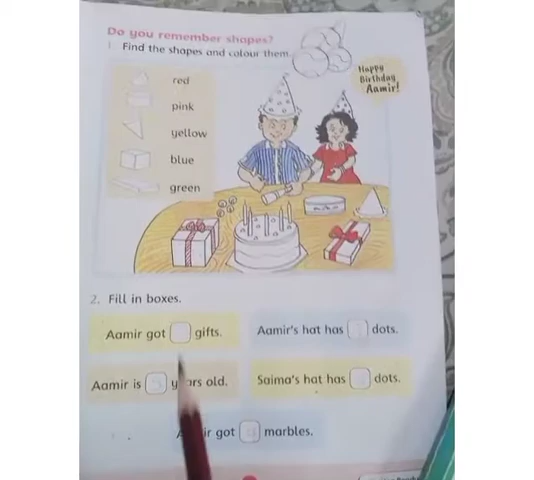 Do you remember shapes?
1. Find the shapes and colour them.
Happy
Birthday
Aamir!
red
pink
yellow
blue
green
2. Fill in boxes.
Aamir got gifts.
Aamir's hat has dots.
Aamir is years old.
Saima's hat has dots.
got marbles.